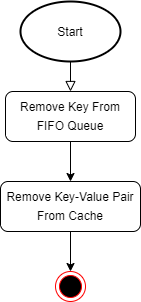 Start
Remove Key From
FIFO Queue
Remove Key-Value Pair
From Cache